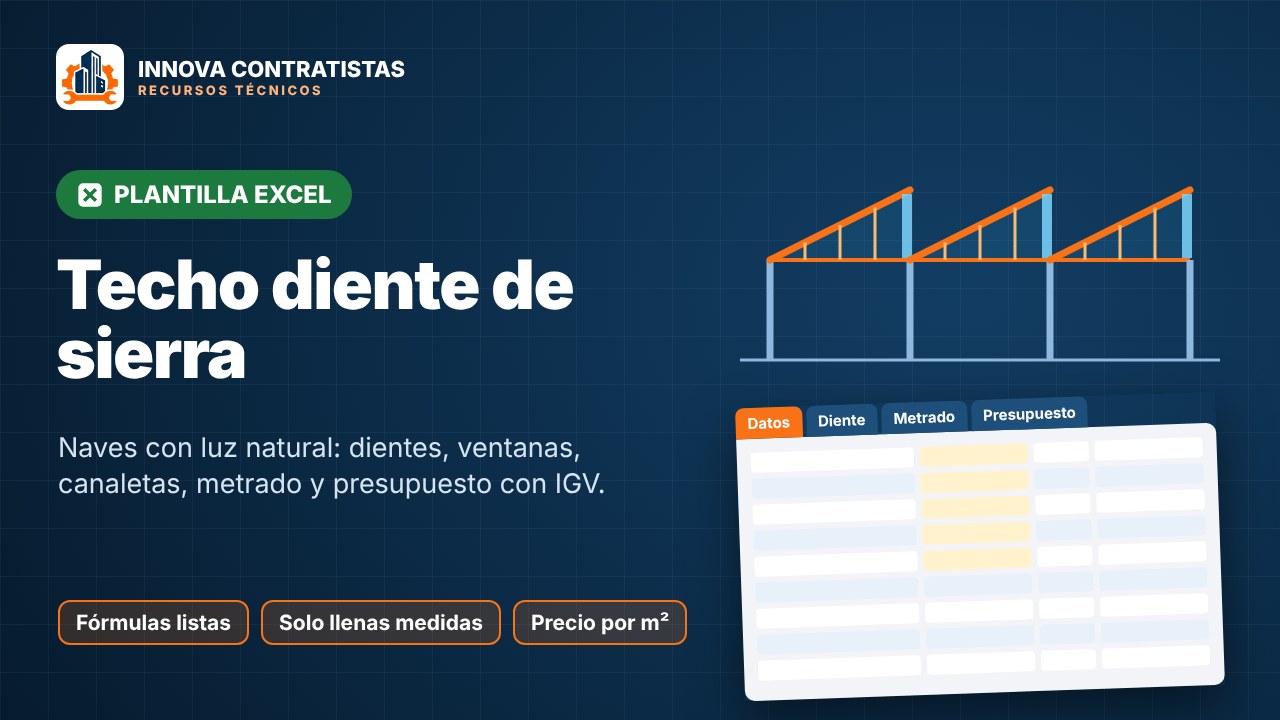 INNOVA CONTRATISTAS
RECURSOS TÉCNICOS
PLANTILLA EXCEL
Techo diente de
sierra
Naves con luz natural: dientes, ventanas,
canaletas, metrado y presupuesto con IGV.
Fórmulas listas
Solo llenas medidas
Precio por m²
Datos
Diente
Metrado
Presupuesto